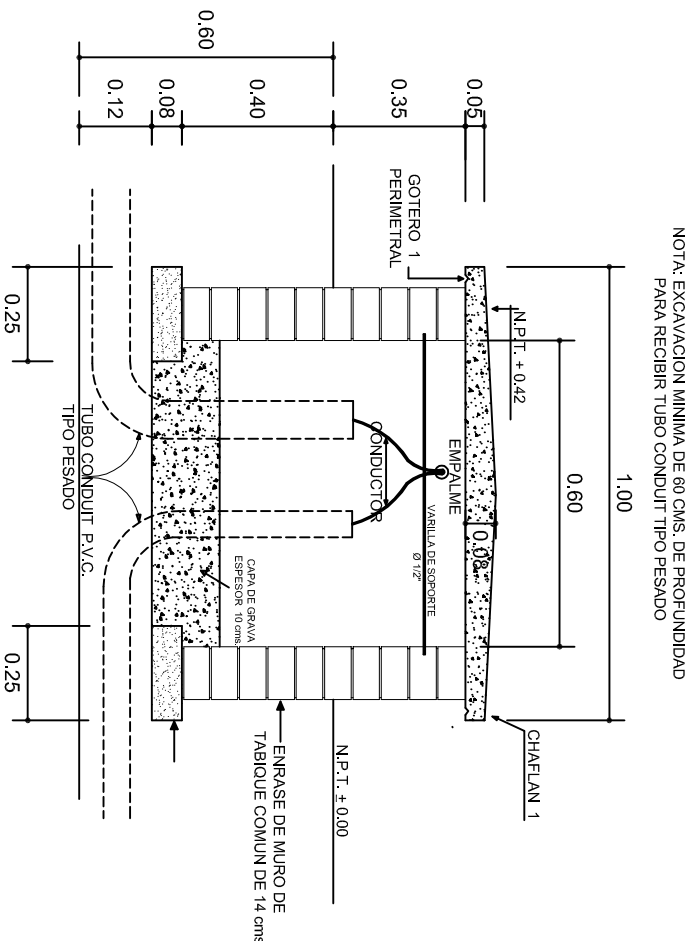 NOTA: EXCAVACION MINIMA DE 60 CMS. DE PROFUNDIDAD
PARA RECIBIR TUBO CONDUIT TIPO PESADO
1.00
0.60
CHAFLAN 1
N.P.T. + 0.42
0.08
0.05
GOTERO 1
PERIMETRAL
EMPALME
VARILLA DE SOPORTE
Ø 1/2"
CONDUCTOR
0.35
N.P.T. ± 0.00
0.60
0.40
ENRASE DE MURO DE
TABIQUE COMUN DE 14 cms
CAPA DE GRAVA
ESPESOR 10 cms.
0.08
0.12
TUBO CONDUIT P.V.C.
TIPO PESADO
0.25
0.25